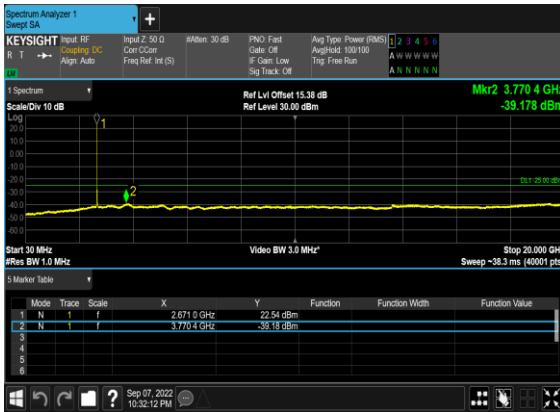 Spectrum Analyzer 1
Swept SA
KEYSIGHT Input: RF Input Z: 50 Ω #Atten: 30 dB PNO: Fast Avg Type: Power (RMS) 1 2 3 4 5 6
R T Coupling: DC Corr CCorr Gate: Off Avg|Hold: 100/100 A W W W W W
Align: Auto Freq Ref: Int (S) IF Gain: Low Trig: Free Run
LXI Sig Track: Off A N N N N N
1 Spectrum Ref Lvl Offset 15.38 dB Mkr2 3.770 4 GHz
Scale/Div 10 dB Ref Level 30.00 dBm -39.178 dBm
Log
1
20.0
10.0
0.00
-10.0
-20.0
DL1 -25.00 dBm
-30.0
2
-40.0
-50.0
-60.0
Start 30 MHz Video BW 3.0 MHz* Stop 20.000 GHz
#Res BW 1.0 MHz Sweep ~38.3 ms (40001 pts)
5 Marker Table
Mode Trace Scale X Y Function Function Width Function Value
1 N 1 f 2.671 0 GHz 22.54 dBm
2 N 1 f 3.770 4 GHz -39.18 dBm
3
4
5
6
? Sep 07, 2022
10:32:12 PM